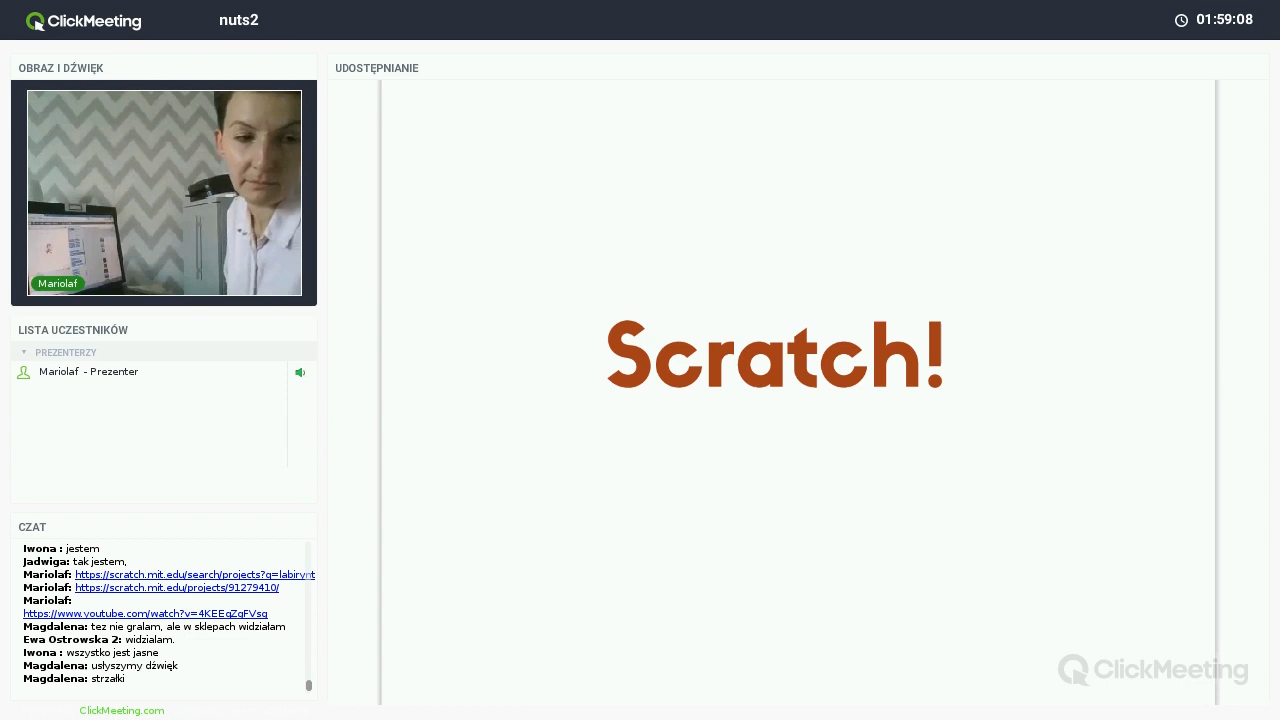 ClickMeeting
nuts2
01:59:08
OBRAZ I DŹWIĘK
Mariolaf
LISTA UCZESTNIKÓW
PREZENTERZY
Mariolaf - Prezenter
CZAT
Iwona : jestem
Jadwiga: tak jestem,
Mariolaf: https://scratch.mit.edu/search/projects?q=labirynt
Mariolaf: https://scratch.mit.edu/projects/91279410/
Mariolaf:
https://www.youtube.com/watch?v=4KEEqZgFVsg
Magdalena: tez nie gralam, ale w sklepach widziałam
Ewa Ostrowska 2: widzialam.
Iwona : wszystko jest jasne
Magdalena: usłyszymy dźwięk
Magdalena: strzałki
ClickMeeting.com
UDOSTĘPNIANIE
Scratch!
ClickMeeting